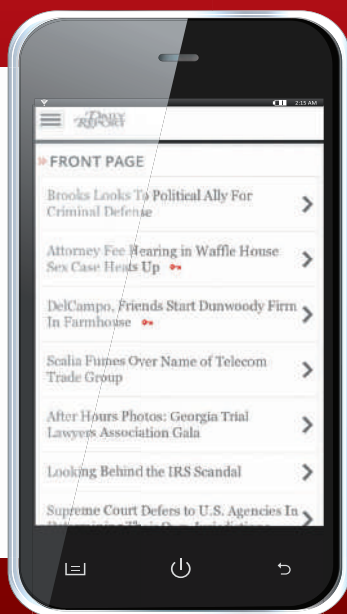 2:15 AM
DAILY
REPORT
» FRONT PAGE
Brooks Looks To Political Ally For
Criminal Defense
Attorney Fee Hearing in Waffle House
Sex Case Heats Up
DelCampo, Friends Start Dunwoody Firm
In Farmhouse
Scalia Fumes Over Name of Telecom
Trade Group
After Hours Photos: Georgia Trial
Lawyers Association Gala
Looking Behind the IRS Scandal
Supreme Court Defers to U.S. Agencies In